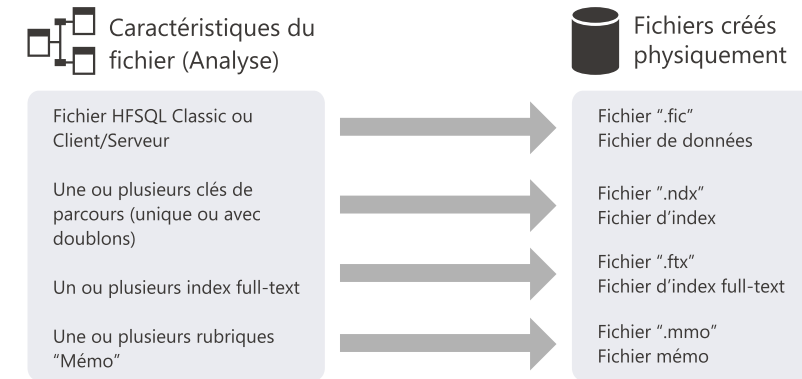 Caractéristiques du
fichier (Analyse)
Fichiers créés
physiquement
Fichier HFSQL Classic ou
Client/Serveur
Fichier “.fic”
Fichier de données
Une ou plusieurs clés de
parcours (unique ou avec
doublons)
Fichier “.ndx”
Fichier d’index
Un ou plusieurs index full-text
Fichier “.ftx”
Fichier d’index full-text
Une ou plusieurs rubriques
“Mémo”
Fichier “.mmo”
Fichier mémo